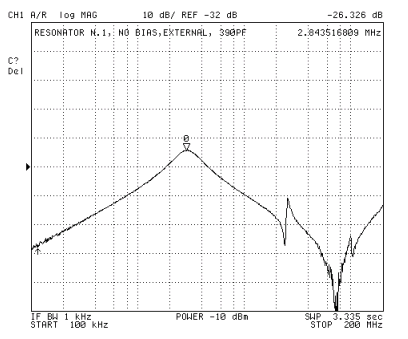 CH1 A/R log MAG 10 dB/ REF -32 dB -26.326 dB
RESONATOR N.1, NO BIAS,EXTERNAL, 390PF 2.843516809 MHz
C?
Del
0
IF BW 1 kHz POWER -10 dBm SWP 3.335 sec
START 100 kHz STOP 200 MHz